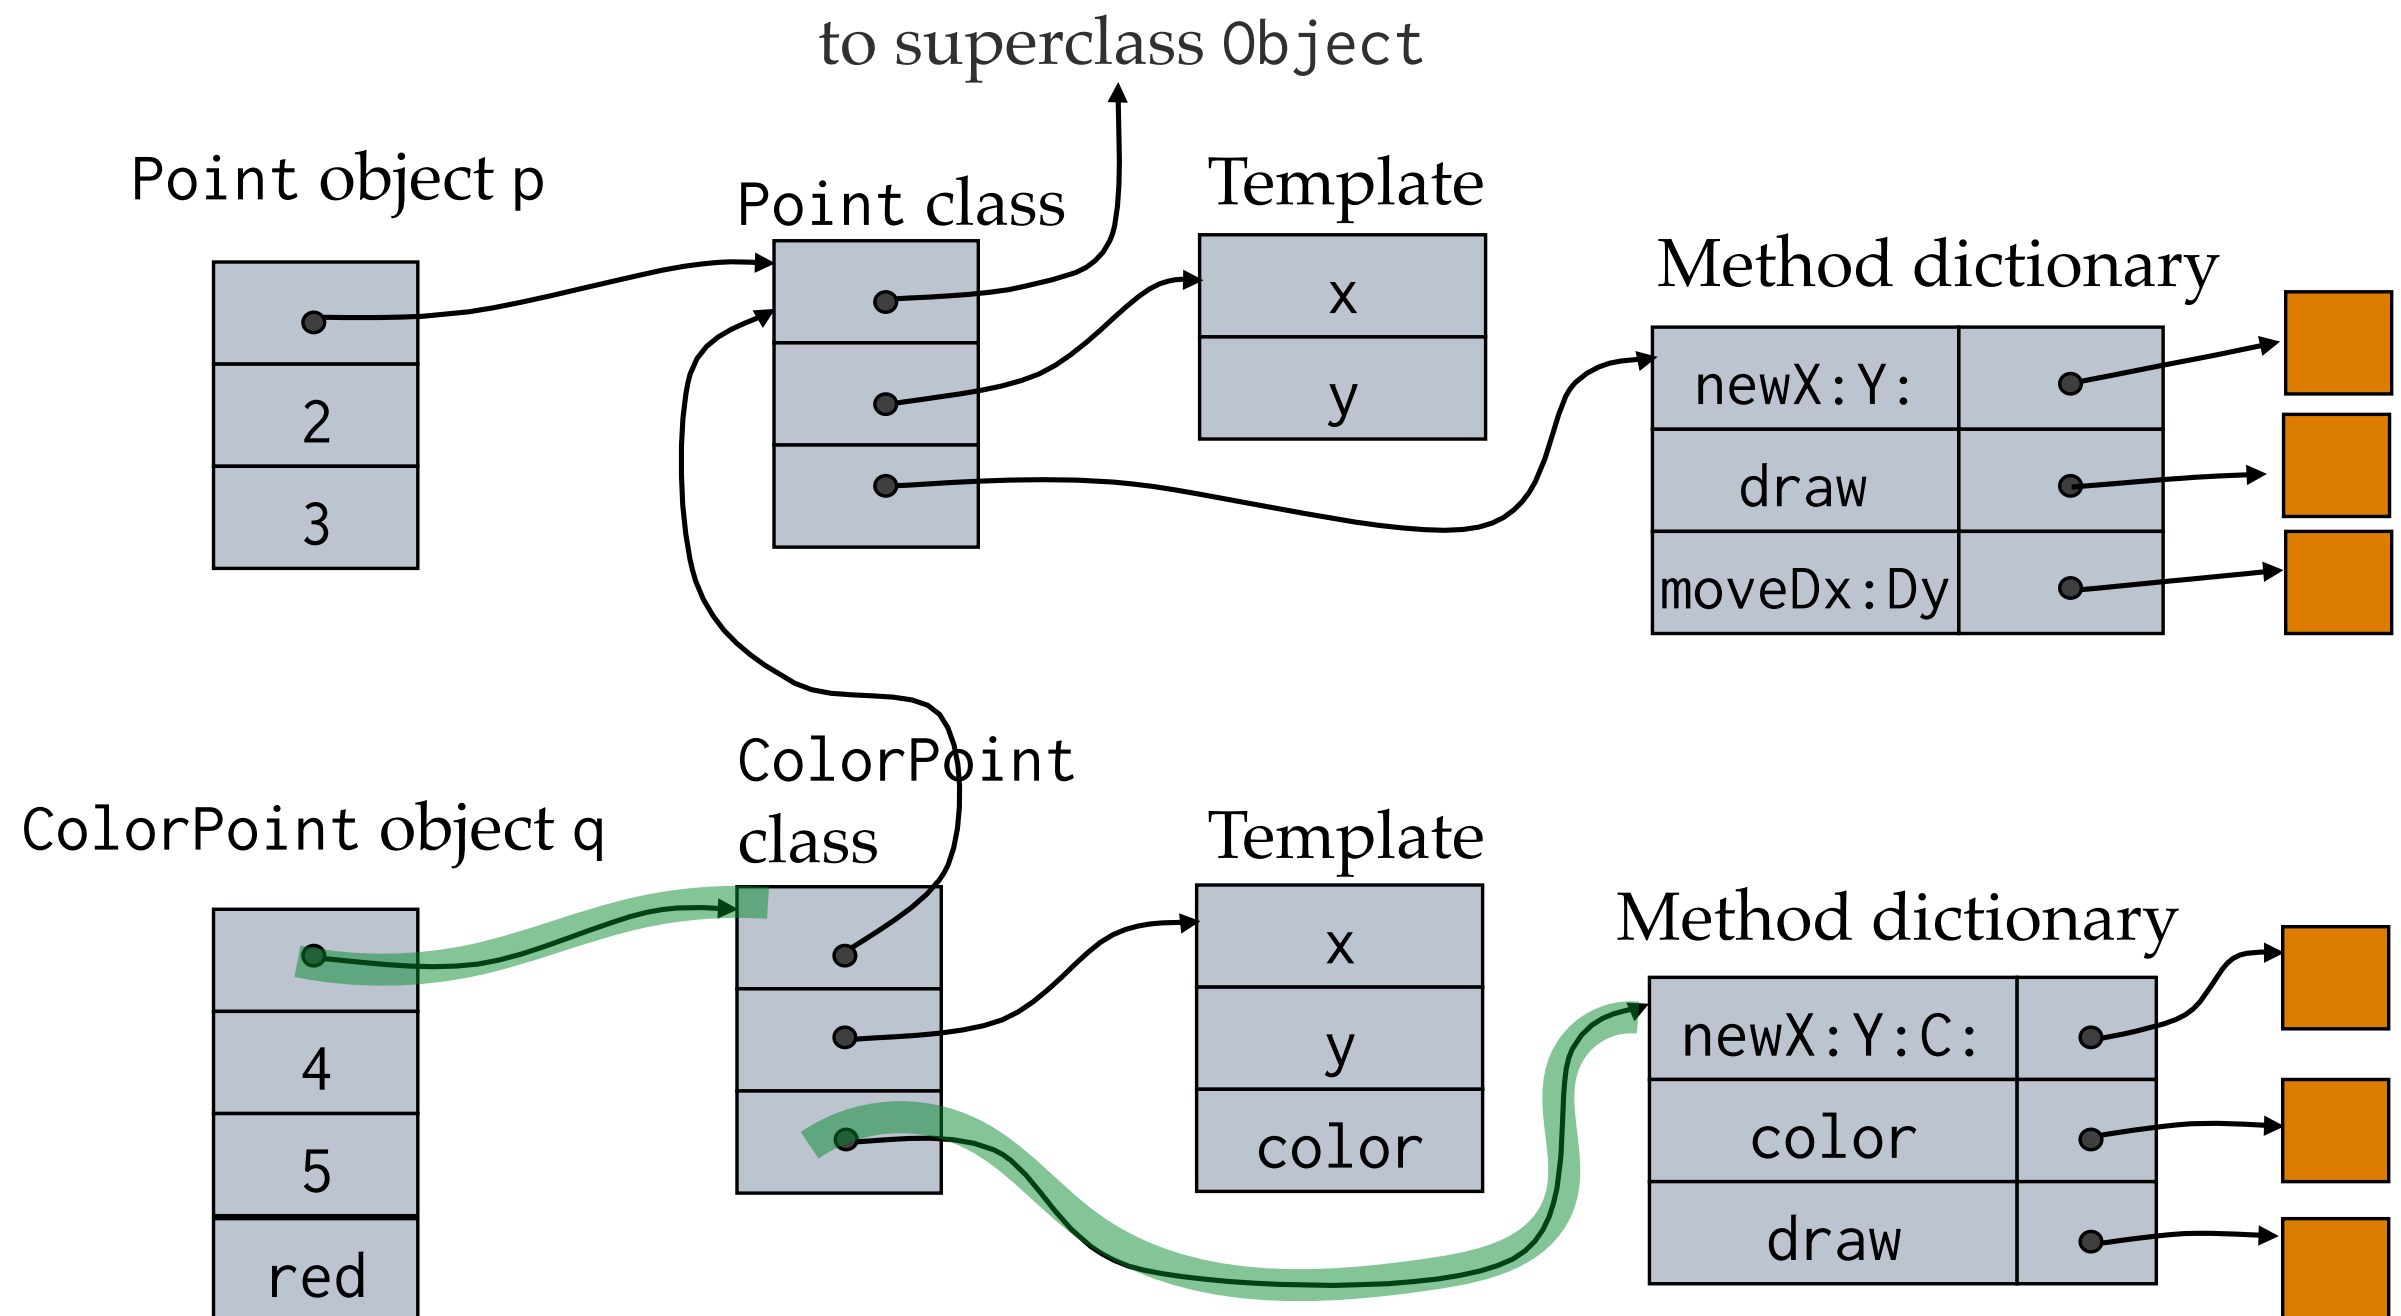 to superclass Object
Point object p
2
3
Point class
Template
x
y
Method dictionary
newX:Y:
draw
moveDx:Dy
ColorPoint object q
4
5
red
ColorPoint
class
Template
x
y
color
Method dictionary
newX:Y:C:
color
draw